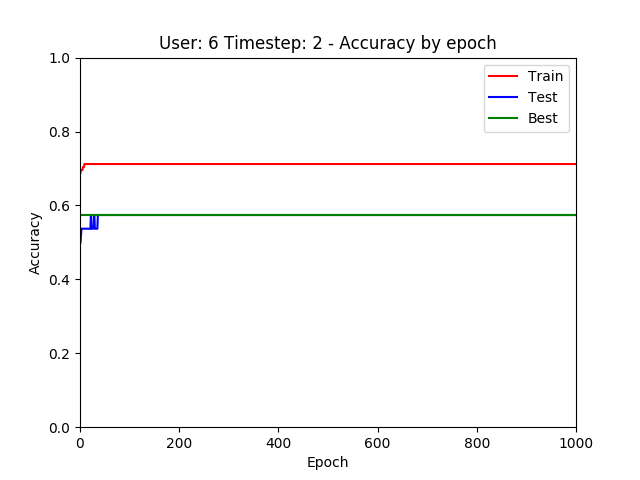 User: 6 Timestep: 2 - Accuracy by epoch
1.0
0.8
0.6
0.4
0.2
0.0
Accuracy
Train
Test
Best
0 200 400 600 800 1000
Epoch